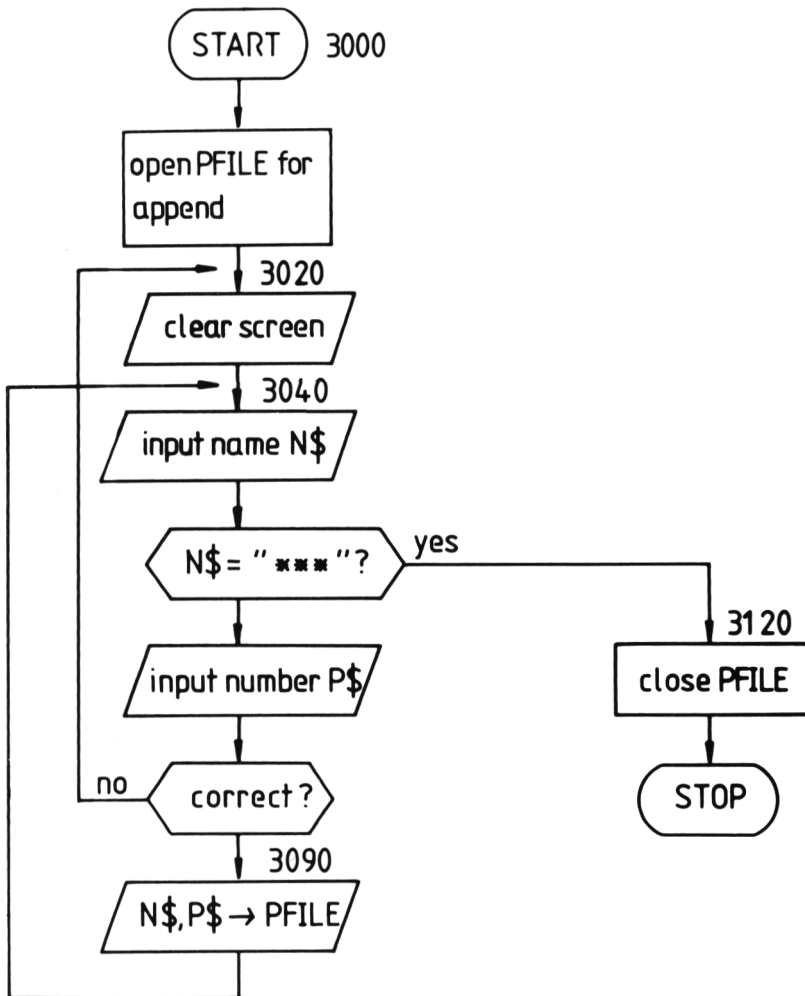 START 3000
open PFILE for
append
3020
clear screen
3040
input name N$
N$ = "***"?
yes
3120
input number P$
close PFILE
no
correct?
STOP
3090
N$, P$ → PFILE